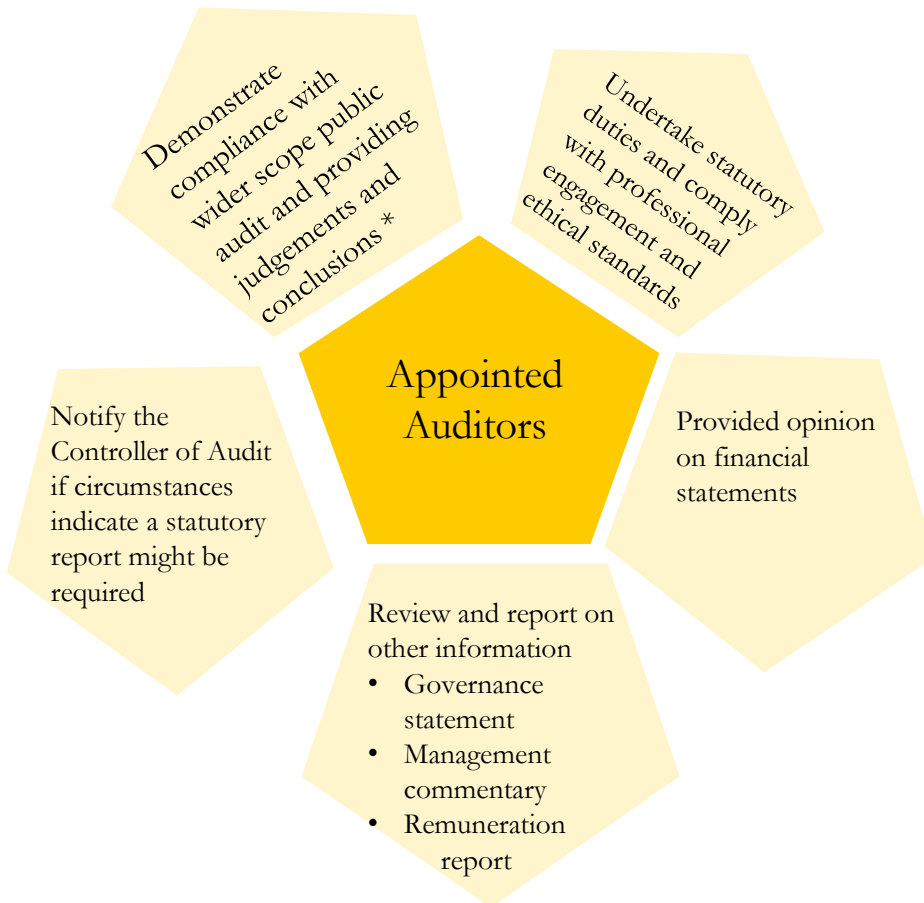 Demonstrate
compliance with
wider scope public
audit and providing
judgements and
conclusions *
Undertake statutory
duties and comply
with professional
engagement and
ethical standards
Appointed
Auditors
Notify the
Controller of Audit
if circumstances
indicate a statutory
report might be
required
Provided opinion
on financial
statements
Review and report on
other information
• Governance
statement
• Management
commentary
• Remuneration
report